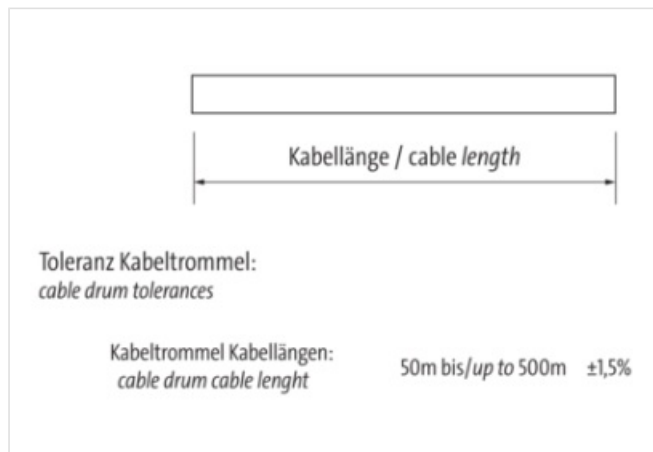 Kabellänge / cable length
Toleranz Kabeltrommel:
cable drum tolerances
Kabeltrommel Kabellängen:
cable drum cable lenght
50m bis/up to 500m ±1,5%